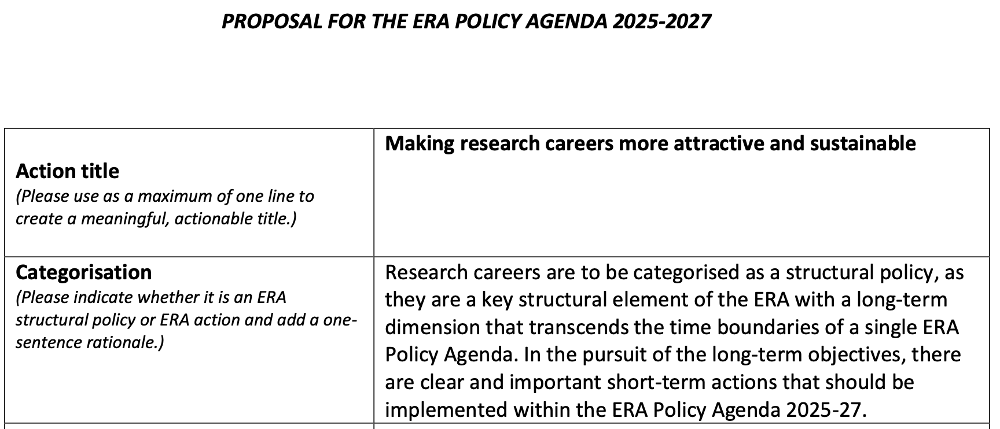 PROPOSAL FOR THE ERA POLICY AGENDA 2025-2027
Action title
(Please use as a maximum of one line to
create a meaningful, actionable title.)
Making research careers more attractive and sustainable
Categorisation
(Please indicate whether it is an ERA
structural policy or ERA action and add a one-
sentence rationale.)
Research careers are to be categorised as a structural policy, as
they are a key structural element of the ERA with a long-term
dimension that transcends the time boundaries of a single ERA
Policy Agenda. In the pursuit of the long-term objectives, there
are clear and important short-term actions that should be
implemented within the ERA Policy Agenda 2025-27.